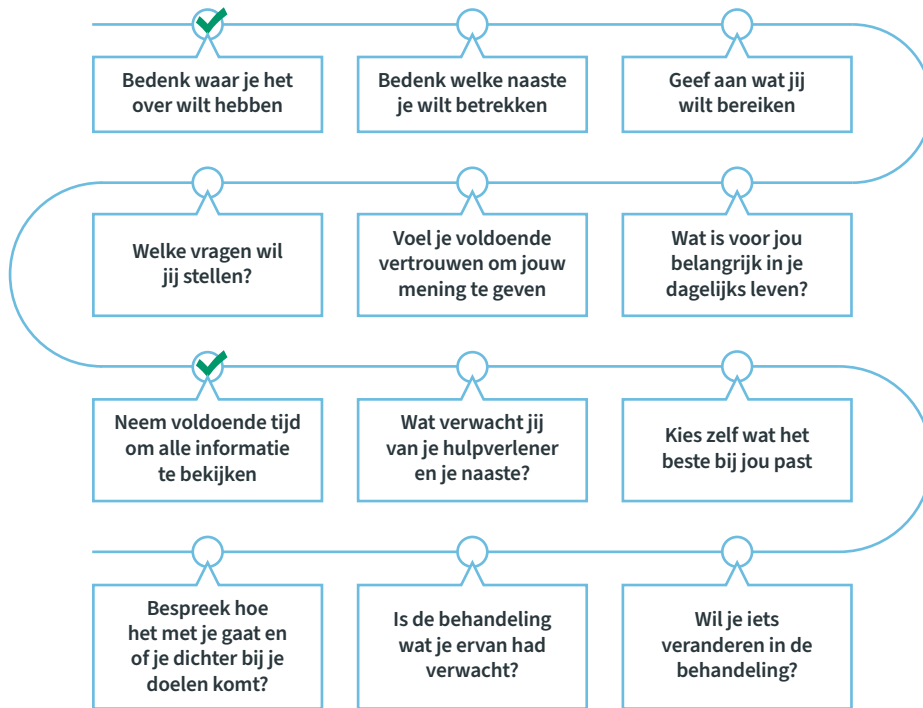 Bedenk waar je het
over wilt hebben
Bedenk welke naaste
je wilt betrekken
Geef aan wat jij
wilt bereiken
Welke vragen wil
jij stellen?
Voel je voldoende
vertrouwen om jouw
mening te geven
Wat is voor jou
belangrijk in je
dagelijks leven?
Neem voldoende tijd
om alle informatie
te bekijken
Wat verwacht jij
van je hulpverlener
en je naaste?
Kies zelf wat het
beste bij jou past
Bespreek hoe
het met je gaat en
of je dichter bij je
doelen komt?
Is de behandeling
wat je ervan had
verwacht?
Wil je iets
veranderen in de
behandeling?